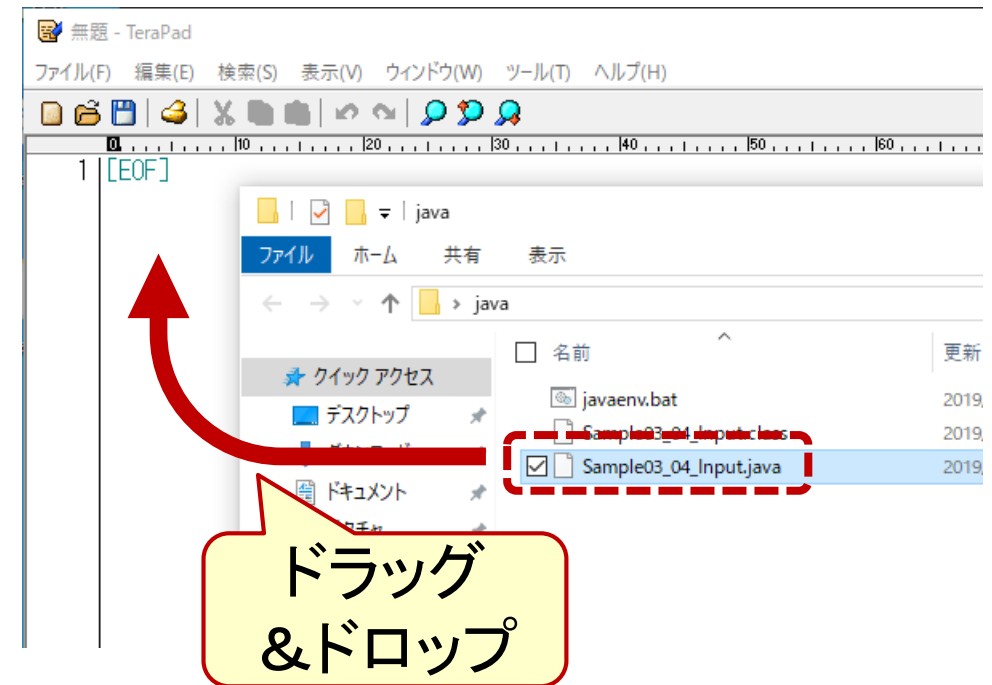 無題 - TeraPad
ファイル(F) 編集(E) 検索(S) 表示(V) ウィンドウ(W) ツール(T) ヘルプ(H)
0 10 20 30 40 50 60
1 [EOF]
java
ファイル ホーム 共有 表示
java
名前 更新
クイック アクセス
デスクトップ
javaenv.bat 2019
Sample03_04_Input.class 2019
Sample03_04_Input.java 2019
ドキュメント
ドラッグ
&ドロップ